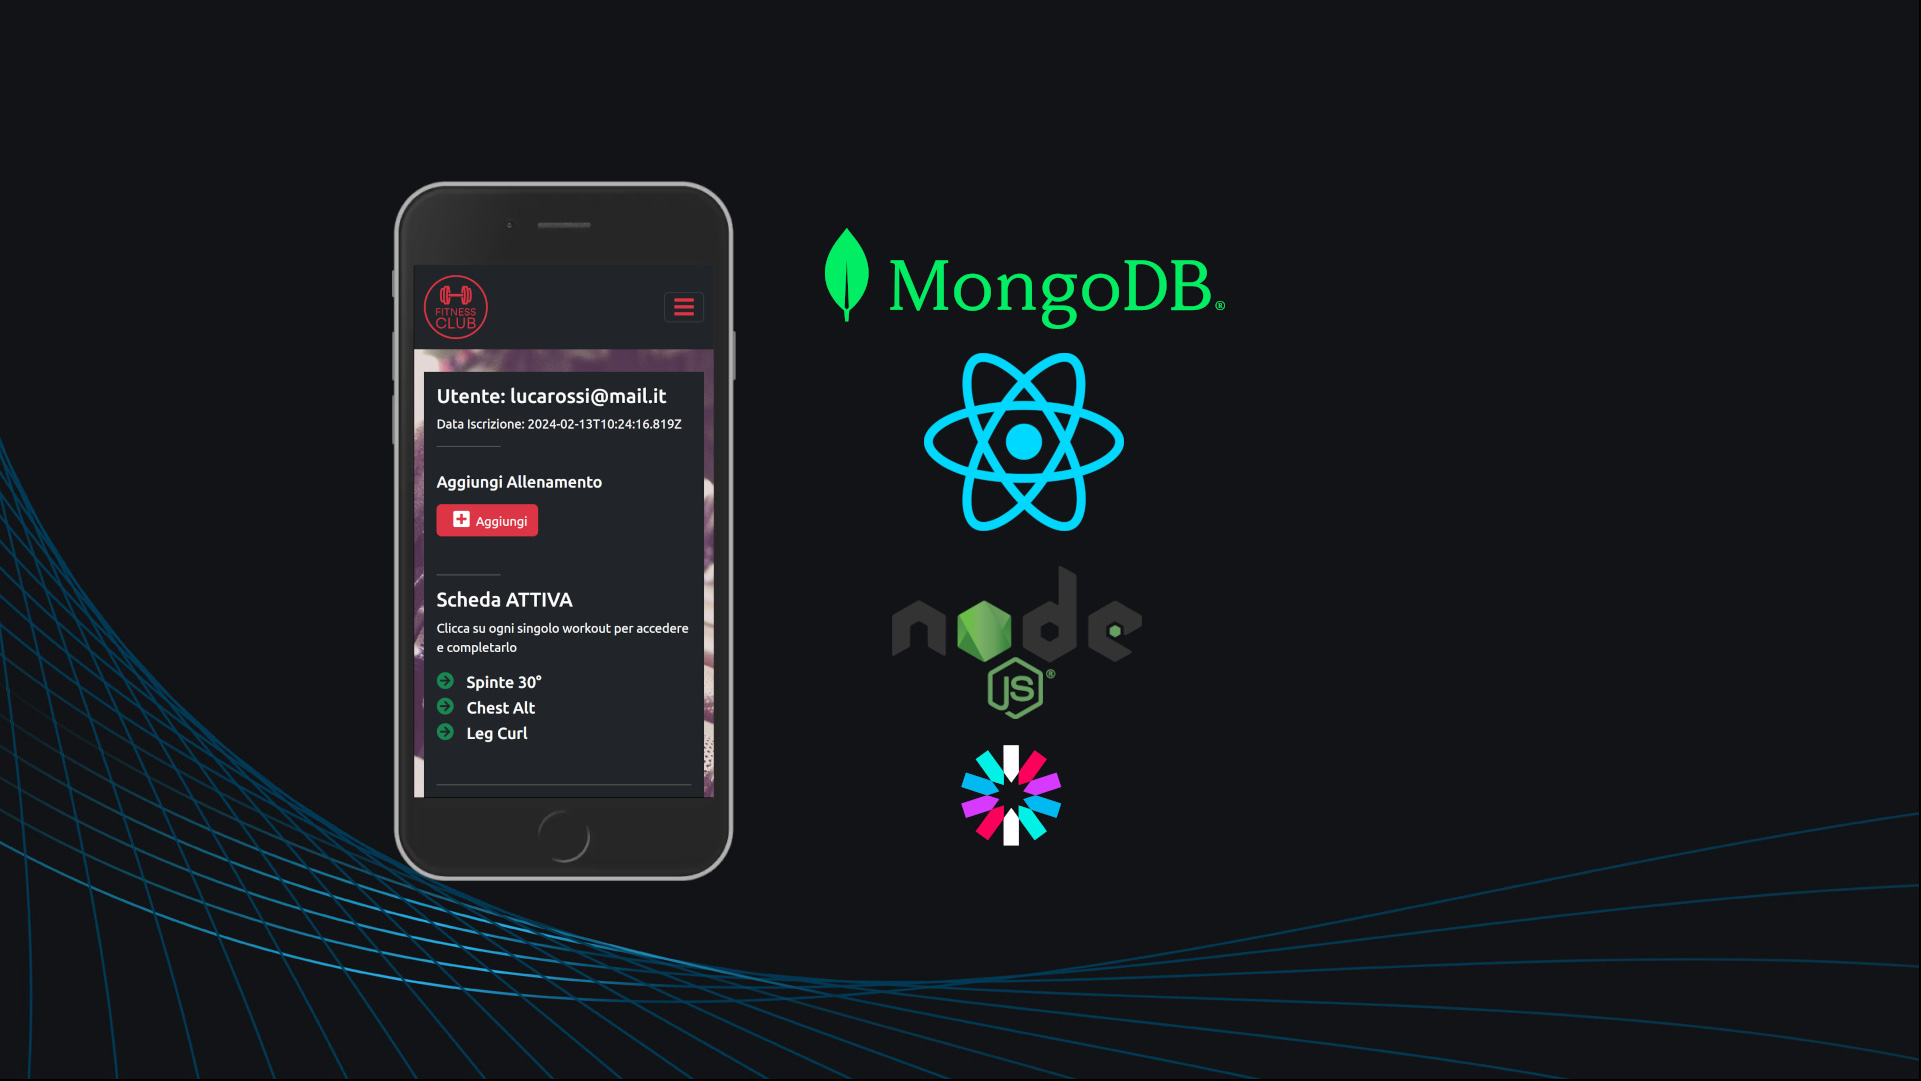 FITNESS
CLUB
Utente: lucarossi@mail.it
Data Iscrizione: 2024-02-13T10:24:16.819Z
Aggiungi Allenamento
Aggiungi
Scheda ATTIVA
Clicca su ogni singolo workout per accedere
e completarlo
Spinte 30°
Chest Alt
Leg Curl
MongoDB®
node
JS®